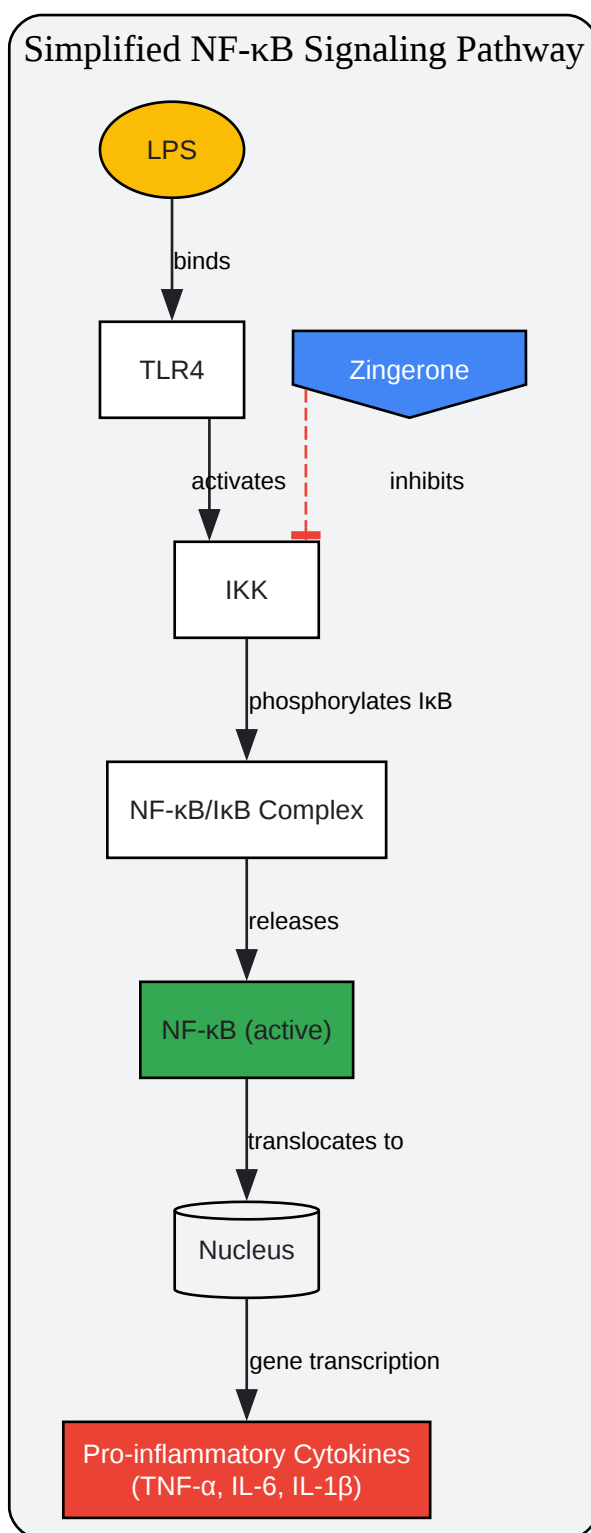 Simplified NF-κB Signaling Pathway
LPS
binds
TLR4
Zingerone
activates
inhibits
IKK
phosphorylates IκB
NF-κB/IκB Complex
releases
NF-κB (active)
translocates to
Nucleus
gene transcription
Pro-inflammatory Cytokines
(TNF-α, IL-6, IL-1β)